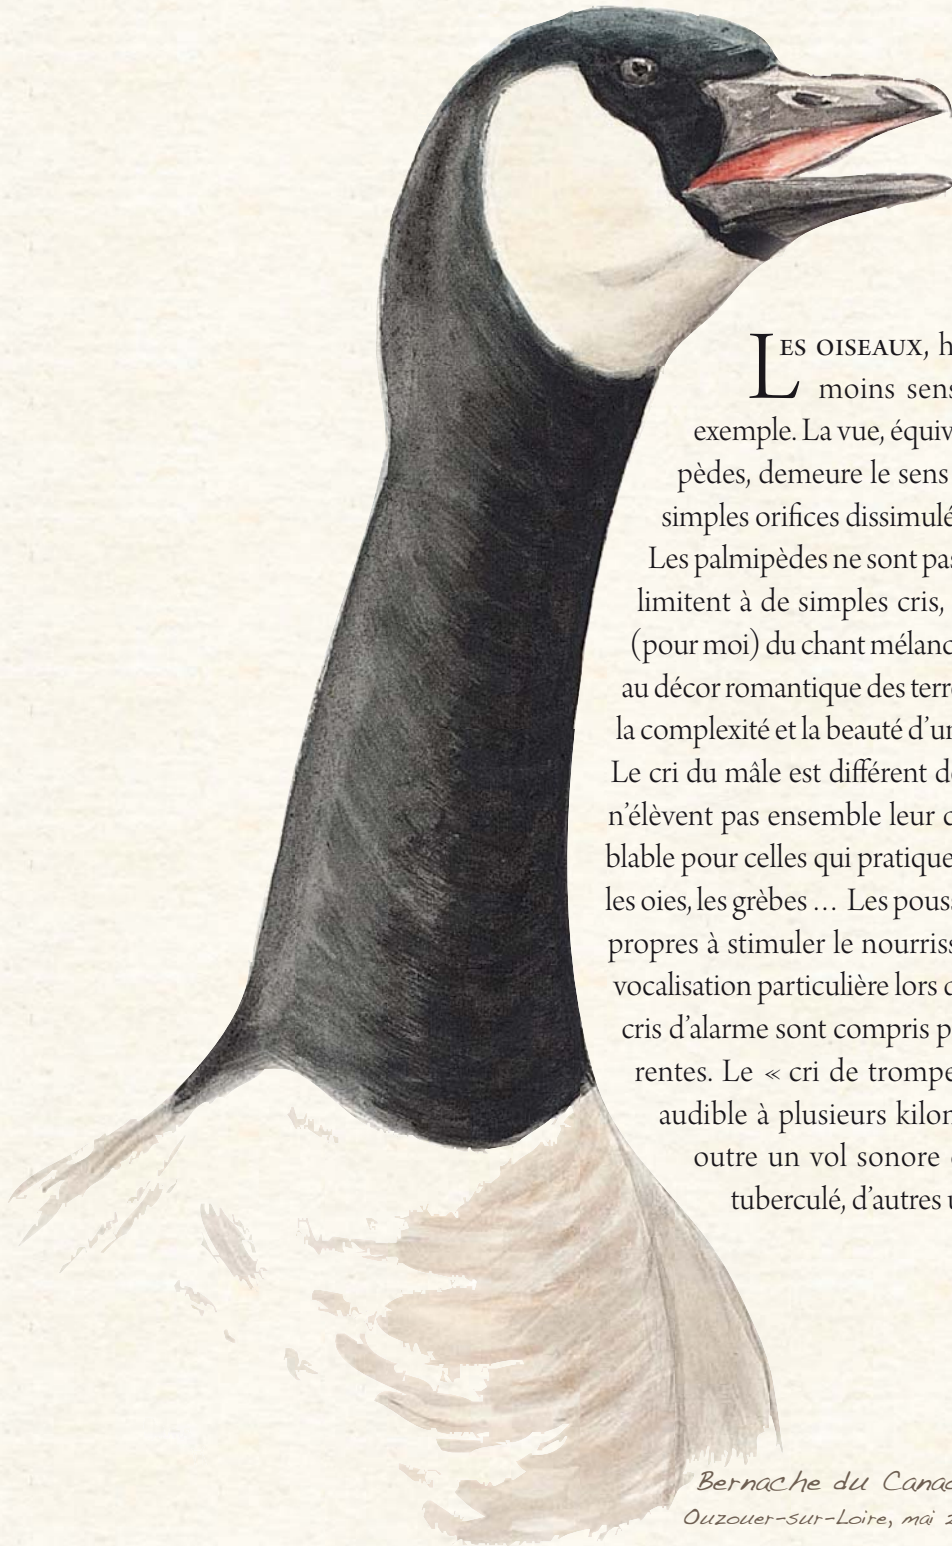 LES OISEAUX, h
moins sens
exemple. La vue, équiv
pèdes, demeure le sens
simples orifices dissimulé
Les palmipèdes ne sont pas
limitent à de simples cris,
(pour moi) du chant mélanc
au décor romantique des terr
la complexité et la beauté d’un
Le cri du mâle est différent d
n’élèvent pas ensemble leur
blable pour celles qui pratique
les oies, les grèbes … Les pouss
propres à stimuler le nourriss
vocalisation particulière lors d
cris d’alarme sont compris p
rentes. Le « cri de trompe
audible à plusieurs kilom
outre un vol sonore
tuberculé, d’autres
Bernache du Canad
Ouzouer-sur-Loire, mai 2